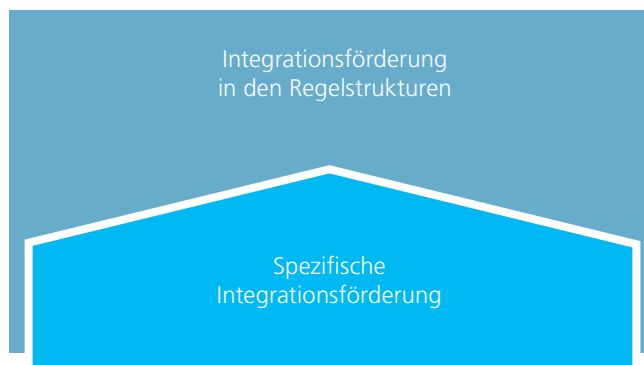 Integrationsförderung
in den Regelstrukturen
Spezifische
Integrationsförderung